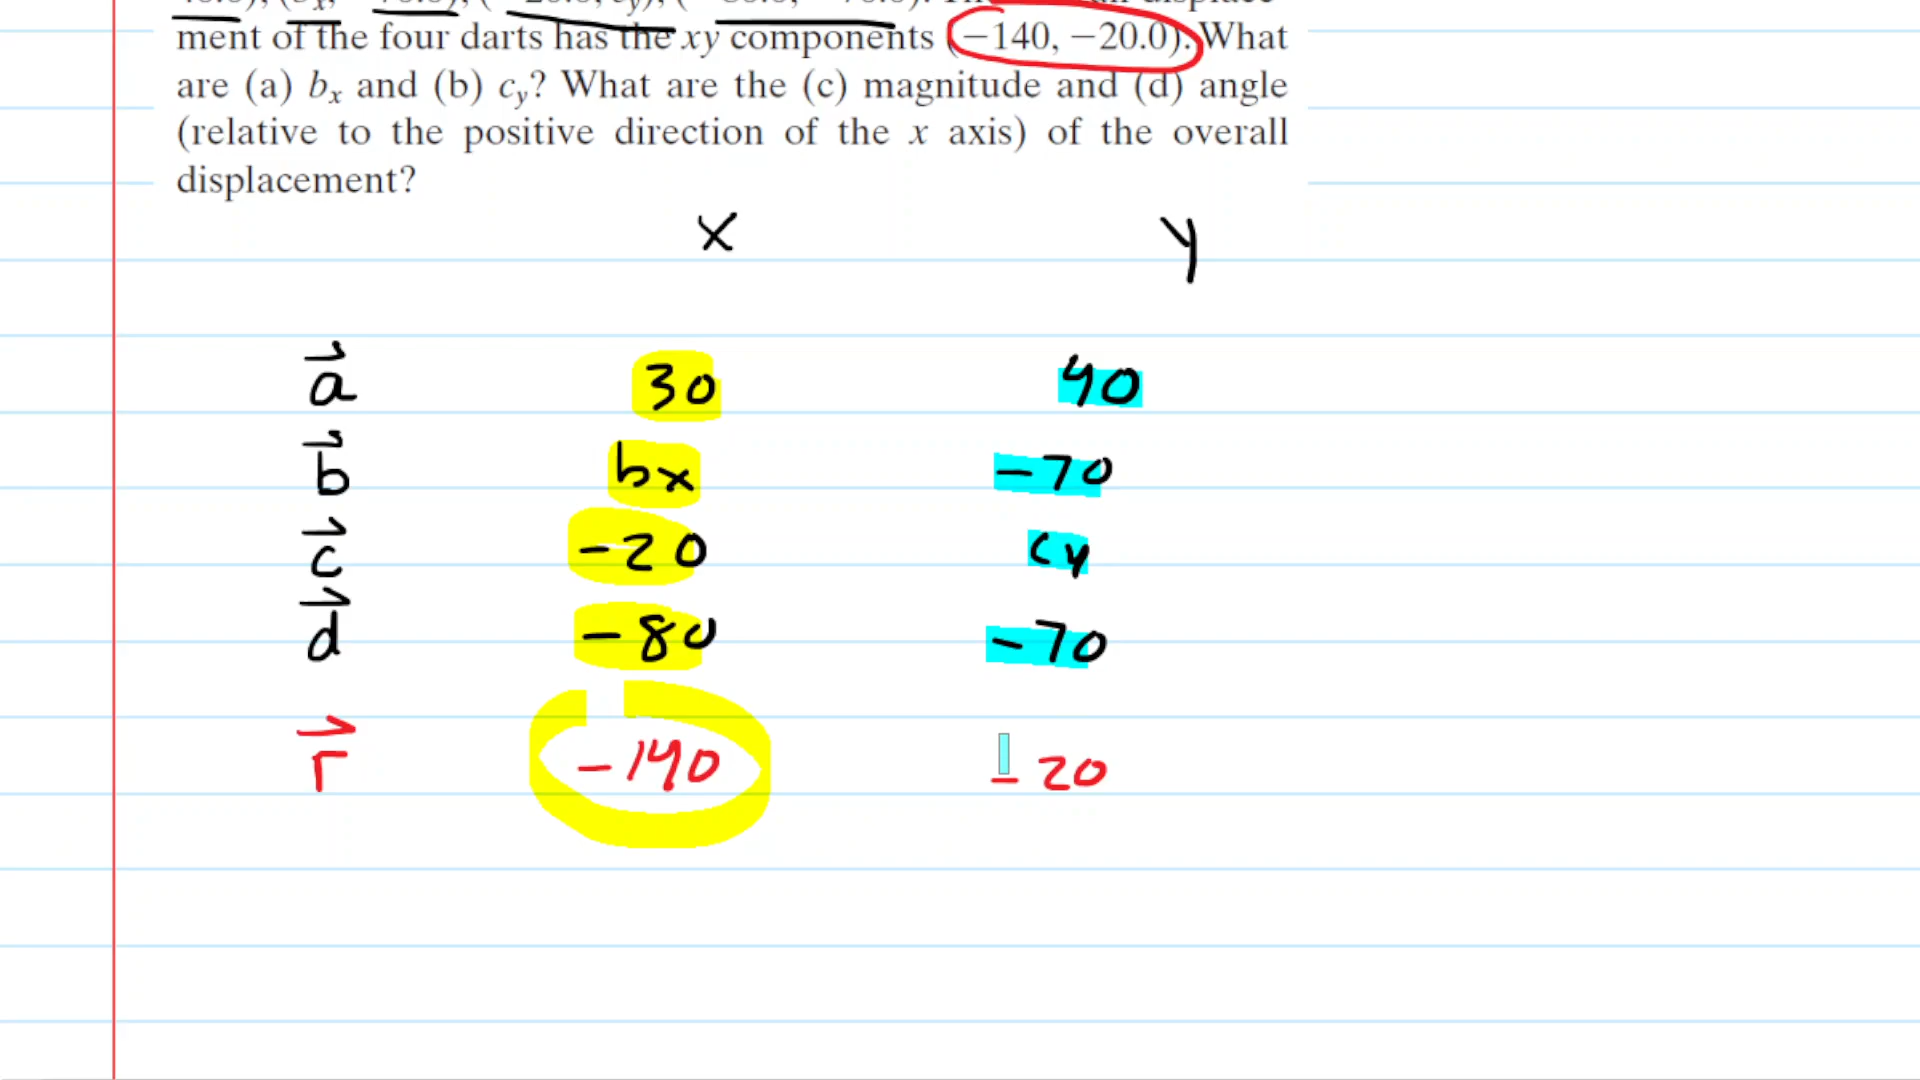 ment of the four darts has the xy components (−140, −20.0). What
are (a) bx and (b) cy? What are the (c) magnitude and (d) angle
(relative to the positive direction of the x axis) of the overall
displacement?
x y
a 30 40
b bx −70
c −20 cy
d −80 −70
r −140 −20